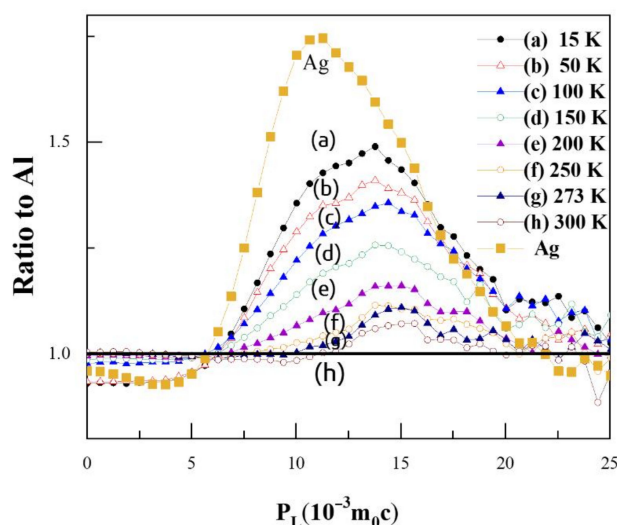 Ratio to Al
1.5
1.0
0
5
10
15
20
25
P_L(10⁻³m₀c)
Ag
(a)
(b)
(c)
(d)
(e)
(f)
(h)
(a) 15 K
(b) 50 K
(c) 100 K
(d) 150 K
(e) 200 K
(f) 250 K
(g) 273 K
(h) 300 K
Ag